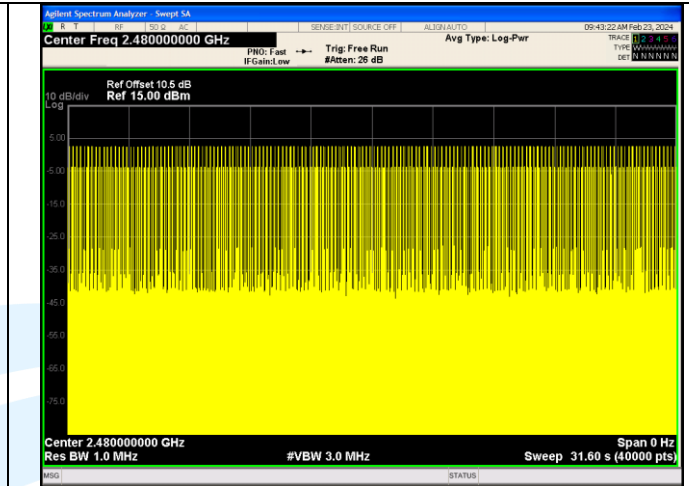 Agilent Spectrum Analyzer - Swept SA
R T RF 50 Ω AC SENSE:INT SOURCE OFF ALIGN AUTO 09:43:22 AM Feb 23, 2024
Center Freq 2.480000000 GHz
PNO: Fast
IFGain:Low
Trig: Free Run
#Atten: 26 dB
Avg Type: Log-Pwr
TRACE 1 2 3 4 5 6
TYPE
DET N N N N N N
Ref Offset 10.5 dB
10 dB/div Ref 15.00 dBm
Log
5.00
-5.00
-15.0
-25.0
-35.0
-45.0
-55.0
-65.0
-75.0
Center 2.480000000 GHz Span 0 Hz
Res BW 1.0 MHz #VBW 3.0 MHz Sweep 31.60 s (40000 pts)
MSG STATUS